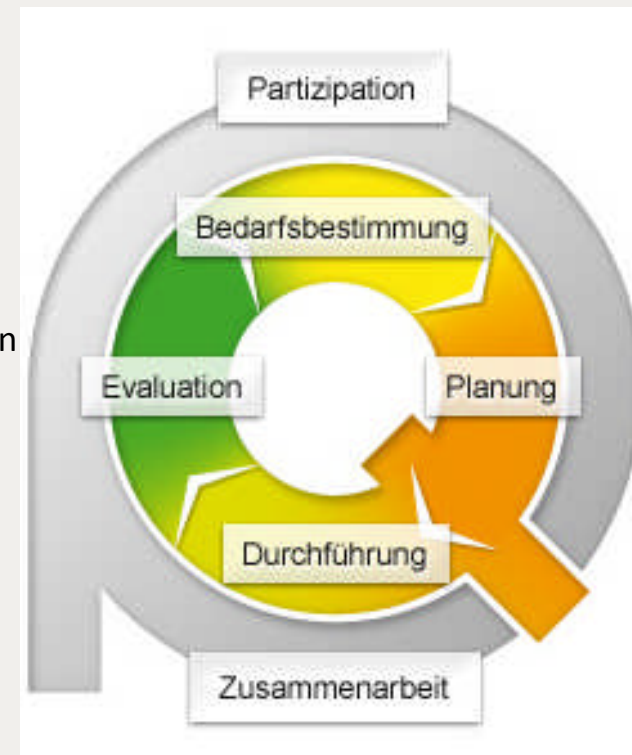 Partizipation
Bedarfsbestimmung
n
Evaluation
Planung
Durchführung
Zusammenarbeit